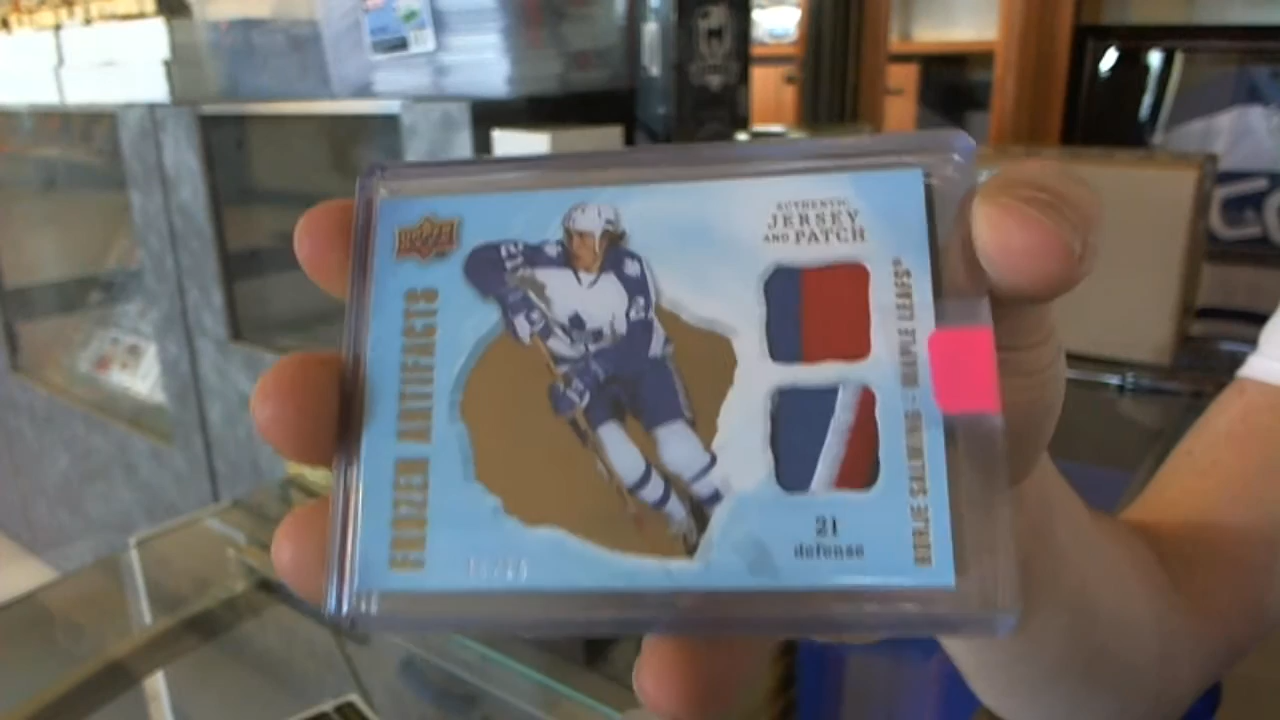 UPPER DECK
FROZEN ARTIFACTS
AUTHENTIC
JERSEY
AND PATCH
BORJE SALMING - MAPLE LEAFS®
21
defense